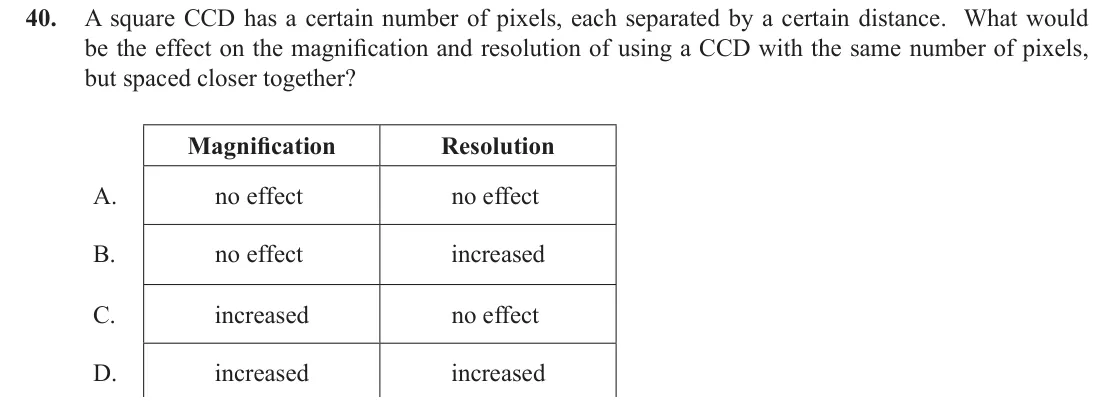 40. A square CCD has a certain number of pixels, each separated by a certain distance. What would
be the effect on the magnification and resolution of using a CCD with the same number of pixels,
but spaced closer together?
Magnification Resolution
A. no effect no effect
B. no effect increased
C. increased no effect
D. increased increased